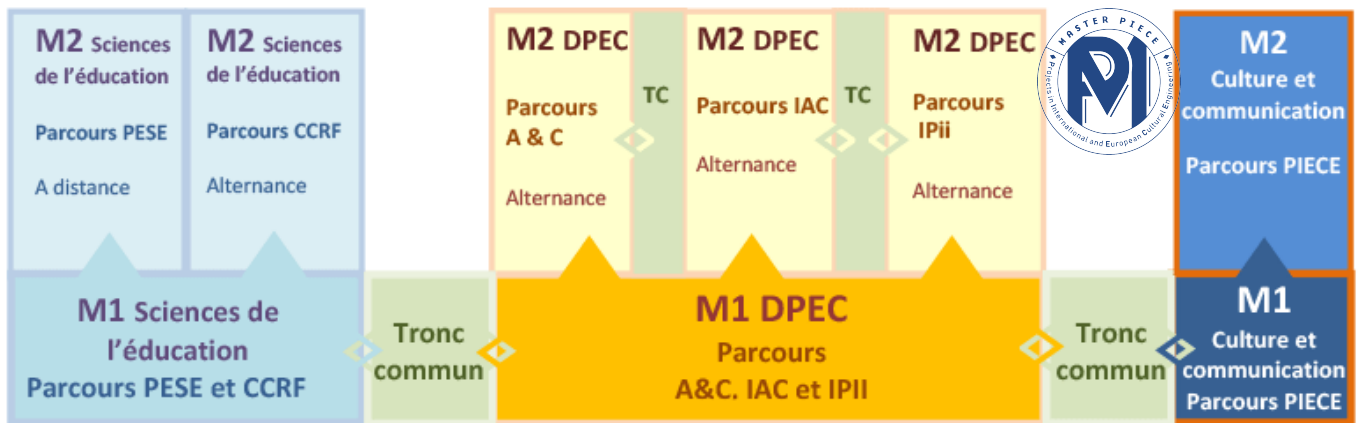 M2 Sciences
de l'éducation
Parcours PESE
A distance
M2 Sciences
de l'éducation
Parcours CCRF
Alternance
M2 DPEC
Parcours
A & C
Alternance
TC
M2 DPEC
Parcours IAC
Alternance
TC
M2 DPEC
Parcours
IPii
Alternance
MASTER PIECE
Projects in International and European Cultural Engineering
M2
Culture et
communication
Parcours PIECE
M1 Sciences de
l'éducation
Parcours PESE et CCRF
Tronc
commun
M1 DPEC
Parcours
A&C. IAC et IPII
Tronc
commun
M1
Culture et
communication
Parcours PIECE